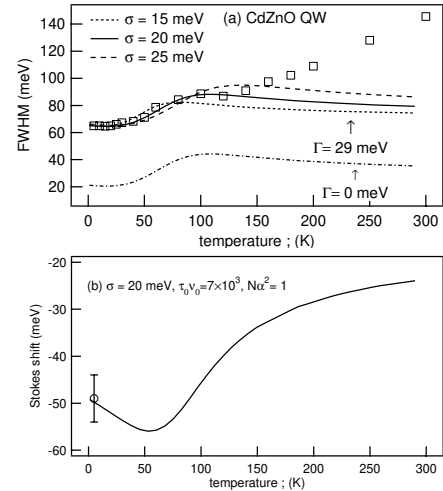 140
120
100
80
60
40
20
FWHM (meV)
(a) CdZnO QW
σ = 15 meV
σ = 20 meV
σ = 25 meV
Γ= 29 meV
Γ= 0 meV
0 50 100 150 200 250 300
temperature ; (K)
-20
-30
-40
-50
-60
Stokes shift (meV)
(b) σ = 20 meV, τ₀ν₀=7×10³, Nα²= 1
0 50 100 150 200 250 300
temperature ;(K)